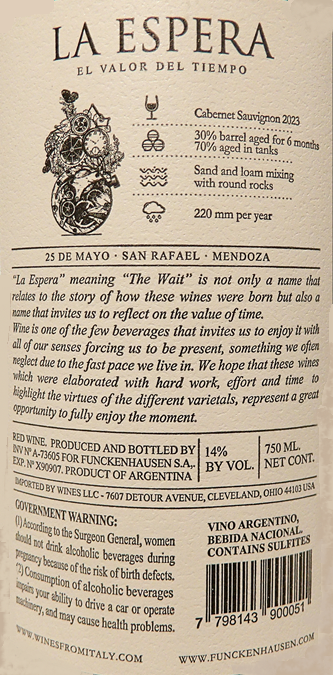 LA ESPERA
EL VALOR DEL TIEMPO
Cabernet Sauvignon 2023
30% barrel aged for 6 months
70% aged in tanks
Sand and loam mixing
with round rocks
220 mm per year
25 DE MAYO · SAN RAFAEL · MENDOZA
"La Espera" meaning "The Wait" is not only a name that
relates to the story of how these wines were born but also a
name that invites us to reflect on the value of time.
Wine is one of the few beverages that invites us to enjoy it with
all of our senses forcing us to be present, something we often
neglect due to the fast pace we live in. We hope that these wines
which were elaborated with hard work, effort and time to
highlight the virtues of the different varietals, represent a great
opportunity to fully enjoy the moment.
RED WINE. PRODUCED AND BOTTLED BY
INV Nº A-73605 FOR FUNCKENHAUSEN S.A..
EXP. Nº X90907. PRODUCT OF ARGENTINA
14%
BY VOL.
750 ML.
NET CONT.
IMPORTED BY WINES LLC - 7607 DETOUR AVENUE, CLEVELAND, OHIO 44103 USA
GOVERNMENT WARNING:
(1) According to the Surgeon General, women
should not drink alcoholic beverages during
pregnancy because of the risk of birth defects.
(2) Consumption of alcoholic beverages
impairs your ability to drive a car or operate
machinery, and may cause health problems.
WWW.WINESFROMITALY.COM
VINO ARGENTINO,
BEBIDA NACIONAL.
CONTAINS SULFITES
7 798143 900051
WWW.FUNCKENHAUSEN.COM